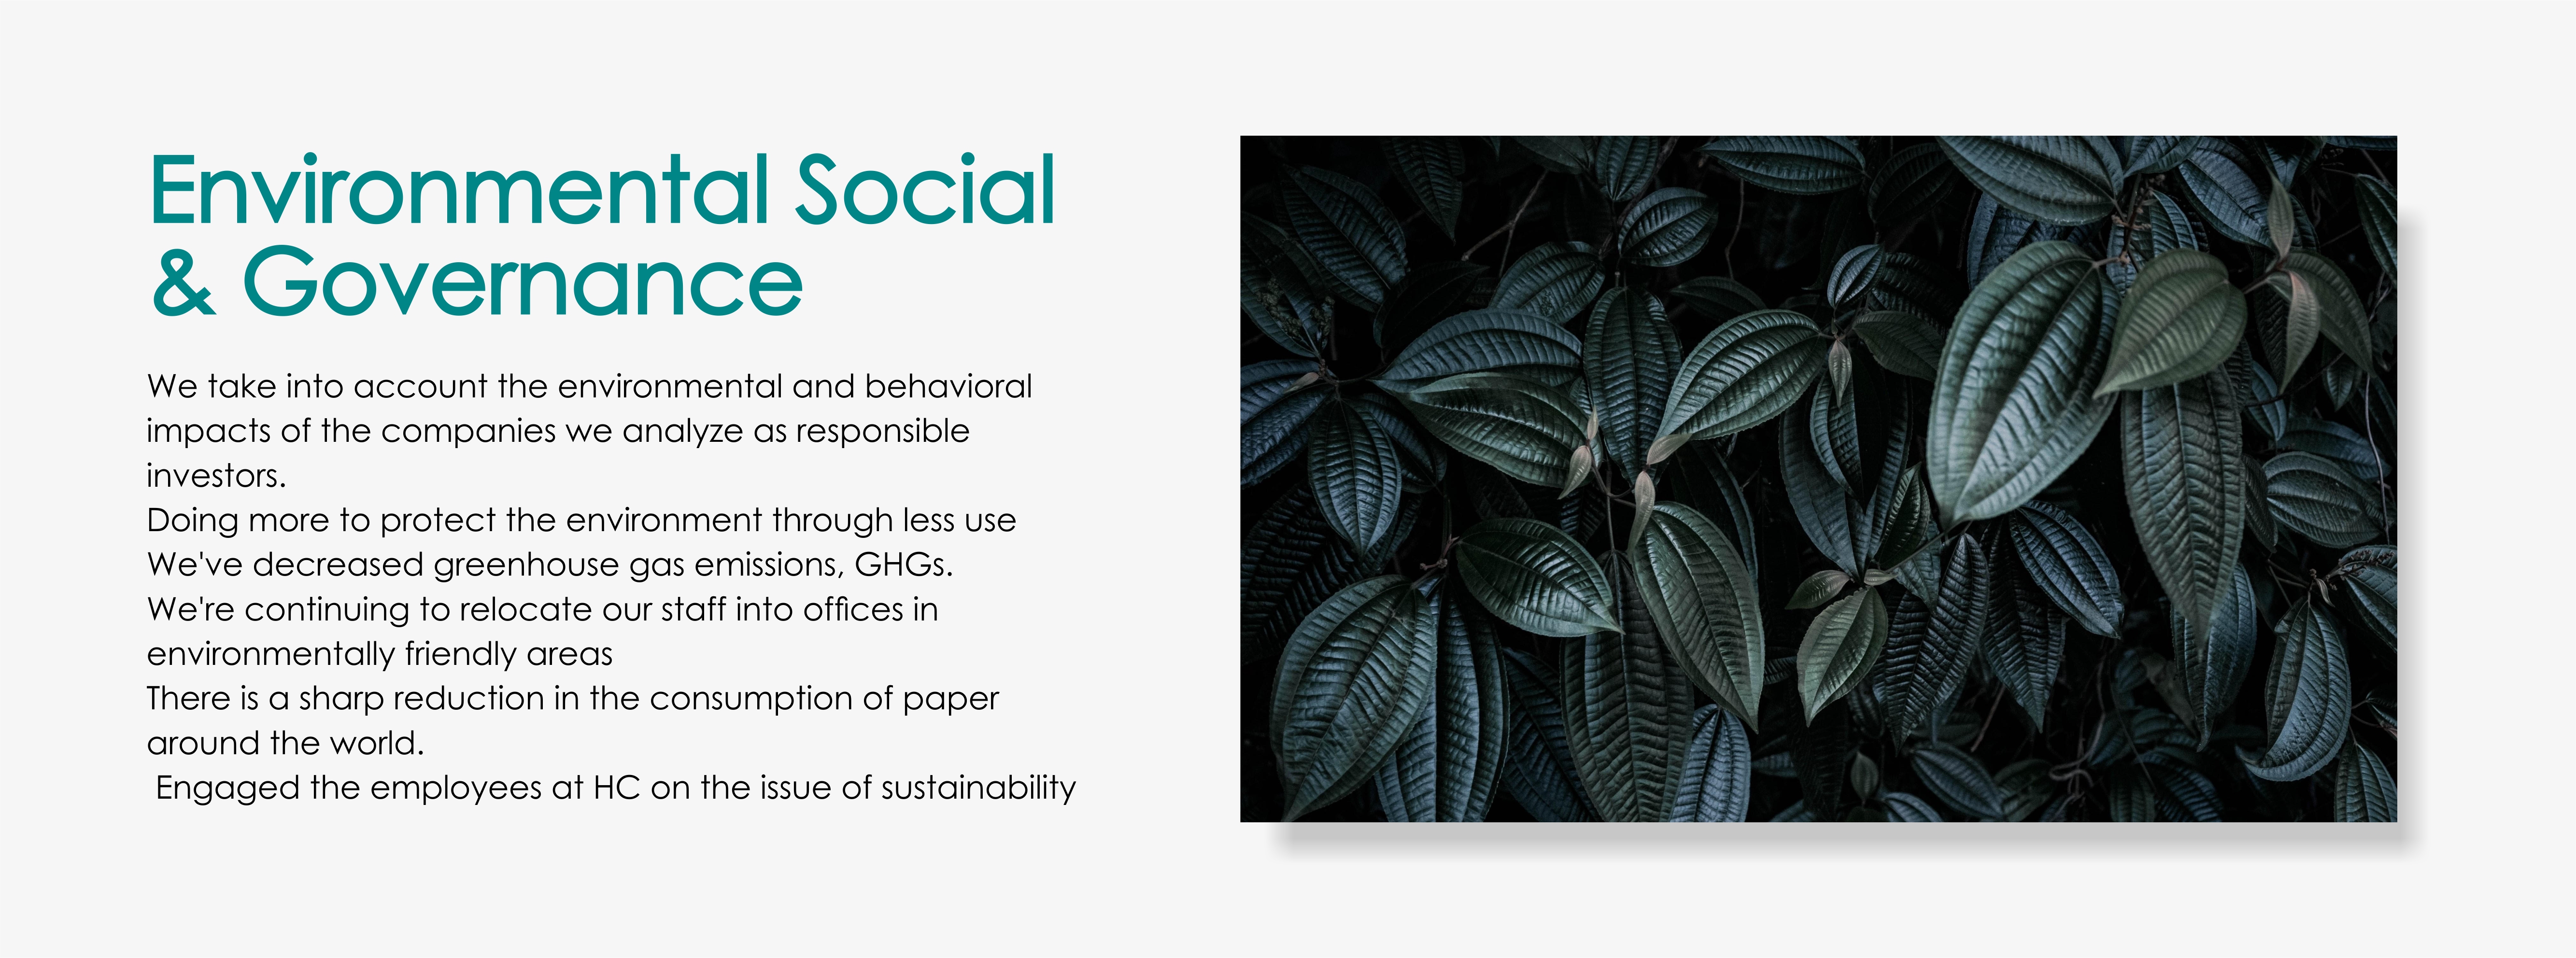 Environmental Social
& Governance
We take into account the environmental and behavioral
impacts of the companies we analyze as responsible
investors.
Doing more to protect the environment through less use
We've decreased greenhouse gas emissions, GHGs.
We're continuing to relocate our staff into offices in
environmentally friendly areas
There is a sharp reduction in the consumption of paper
around the world.
Engaged the employees at HC on the issue of sustainability